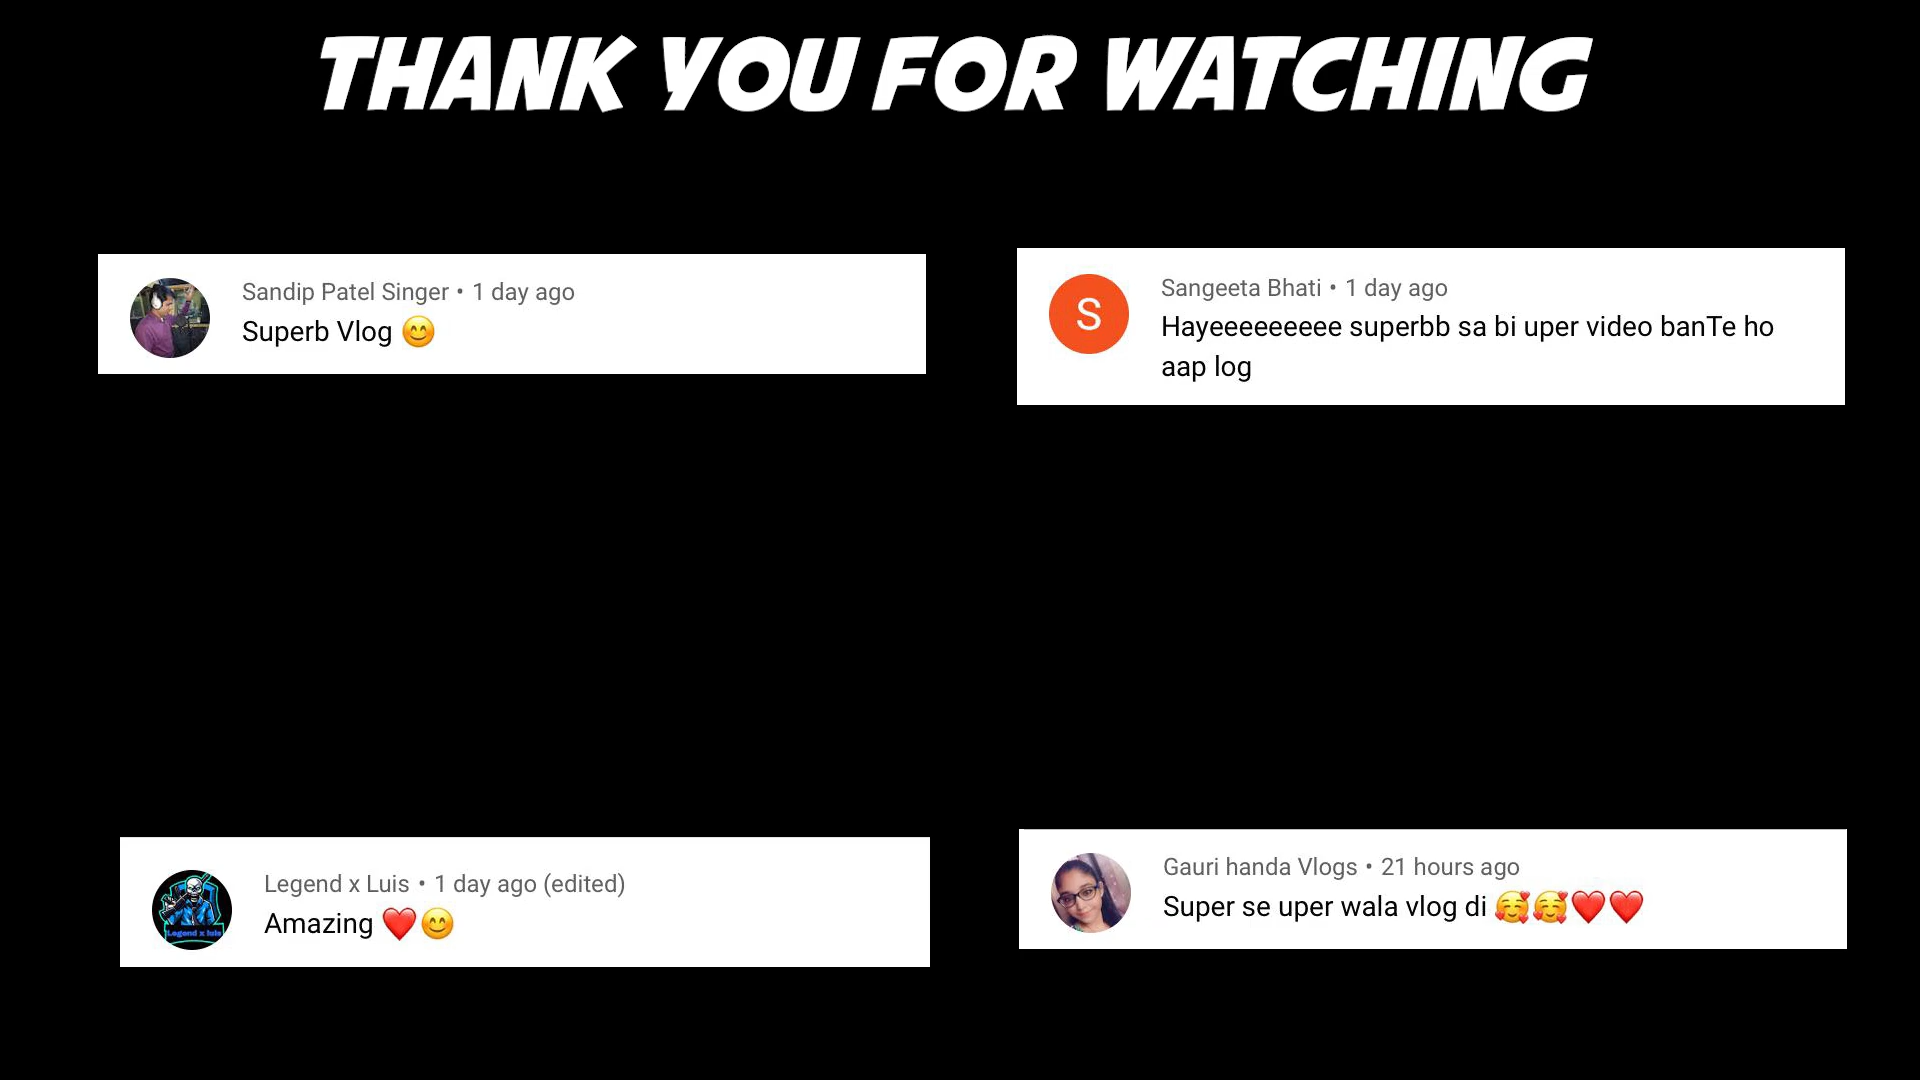 THANK YOU FOR WATCHING
Sandip Patel Singer • 1 day ago
Superb Vlog 😊
Sangeeta Bhati • 1 day ago
Hayeeeeeeeee superbb sa bi uper video banTe ho
aap log
S
Legend x Luis • 1 day ago (edited)
Amazing ❤️😊
Legend x luis
Gauri handa Vlogs • 21 hours ago
Super se uper wala vlog di 🥰🥰❤️❤️